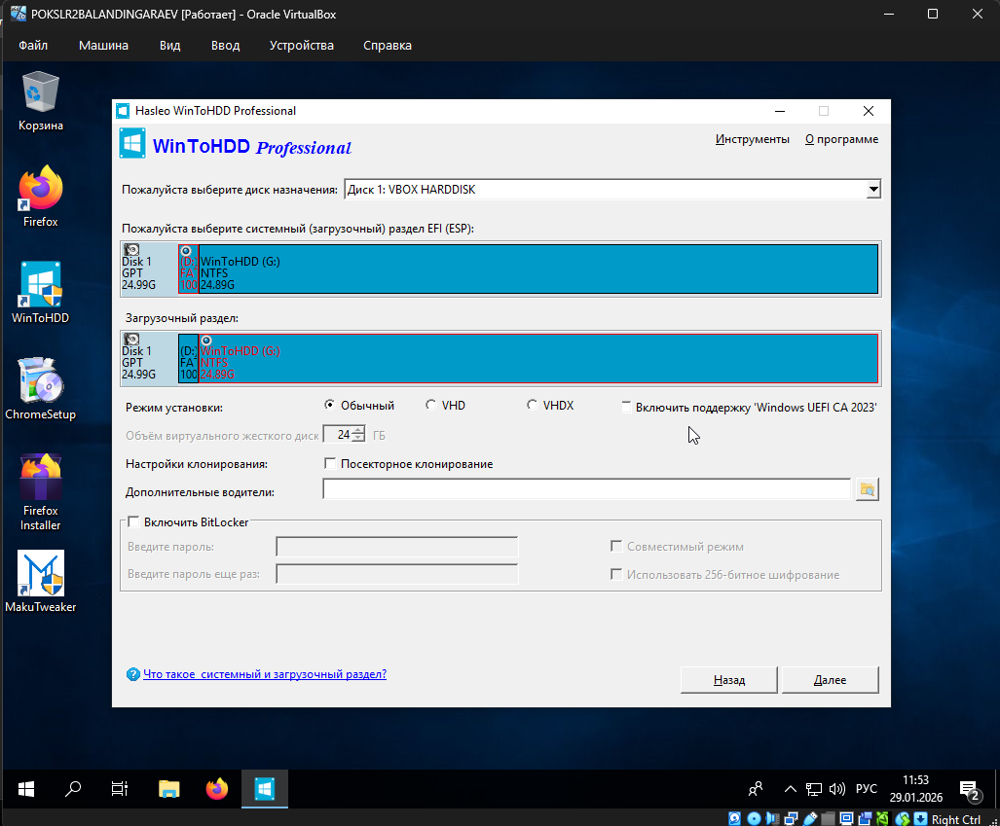 POKSLR2BALANDINGARAEV [Работает] - Oracle VirtualBox
Файл Машина Вид Ввод Устройства Справка
Корзина
Firefox
WinToHDD
ChromeSetup
Firefox
Installer
MakuTweaker
Hasleo WinToHDD Professional
WinToHDD Professional
Инструменты О программе
Пожалуйста выберите диск назначения: Диск 1: VBOX HARDDISK
Пожалуйста выберите системный (загрузочный) раздел EFI (ESP):
Disk 1
GPT
24.99G
(D:)
FA
100
WinToHDD (G:)
NTFS
24.89G
Загрузочный раздел:
Disk 1
GPT
24.99G
(D:)
FA
100
WinToHDD (G:)
NTFS
24.89G
Режим установки: Обычный VHD VHDX Включить поддержку 'Windows UEFI CA 2023'
Объём виртуального жесткого диск 24 ГБ
Настройки клонирования: Посекторное клонирование
Дополнительные водители:
Включить BitLocker
Введите пароль: Совместимый режим
Введите пароль еще раз: Использовать 256-битное шифрование
Что такое системный и загрузочный раздел?
Назад Далее
РУС
11:53
29.01.2026
2
Right Ctrl